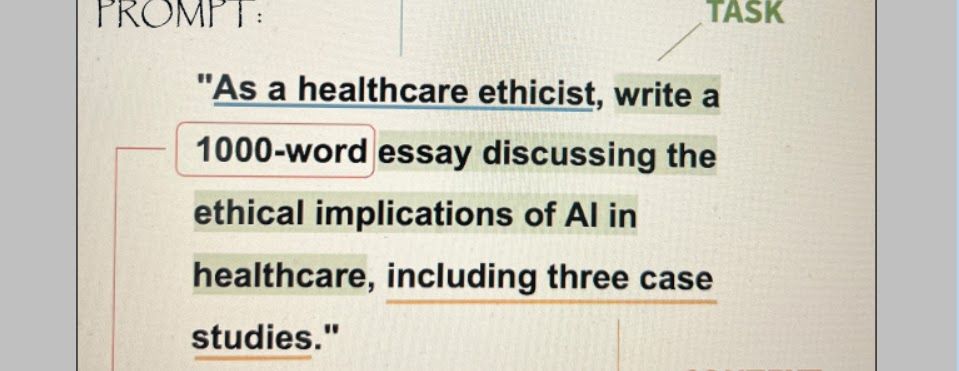 PROMPT:
TASK
"As a healthcare ethicist, write a
1000-word essay discussing the
ethical implications of AI in
healthcare, including three case
studies."